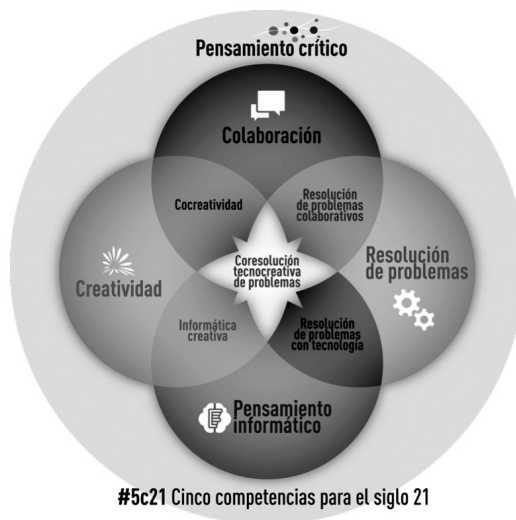 Pensamiento crítico
Colaboración
Cocreatividad
Resolución
de problemas
colaborativos
Creatividad
Coresolución
tecnocreativa
de problemas
Resolución
de problemas
Informática
creativa
Resolución
de problemas
con tecnología
Pensamiento
informático
#5c21 Cinco competencias para el siglo 21